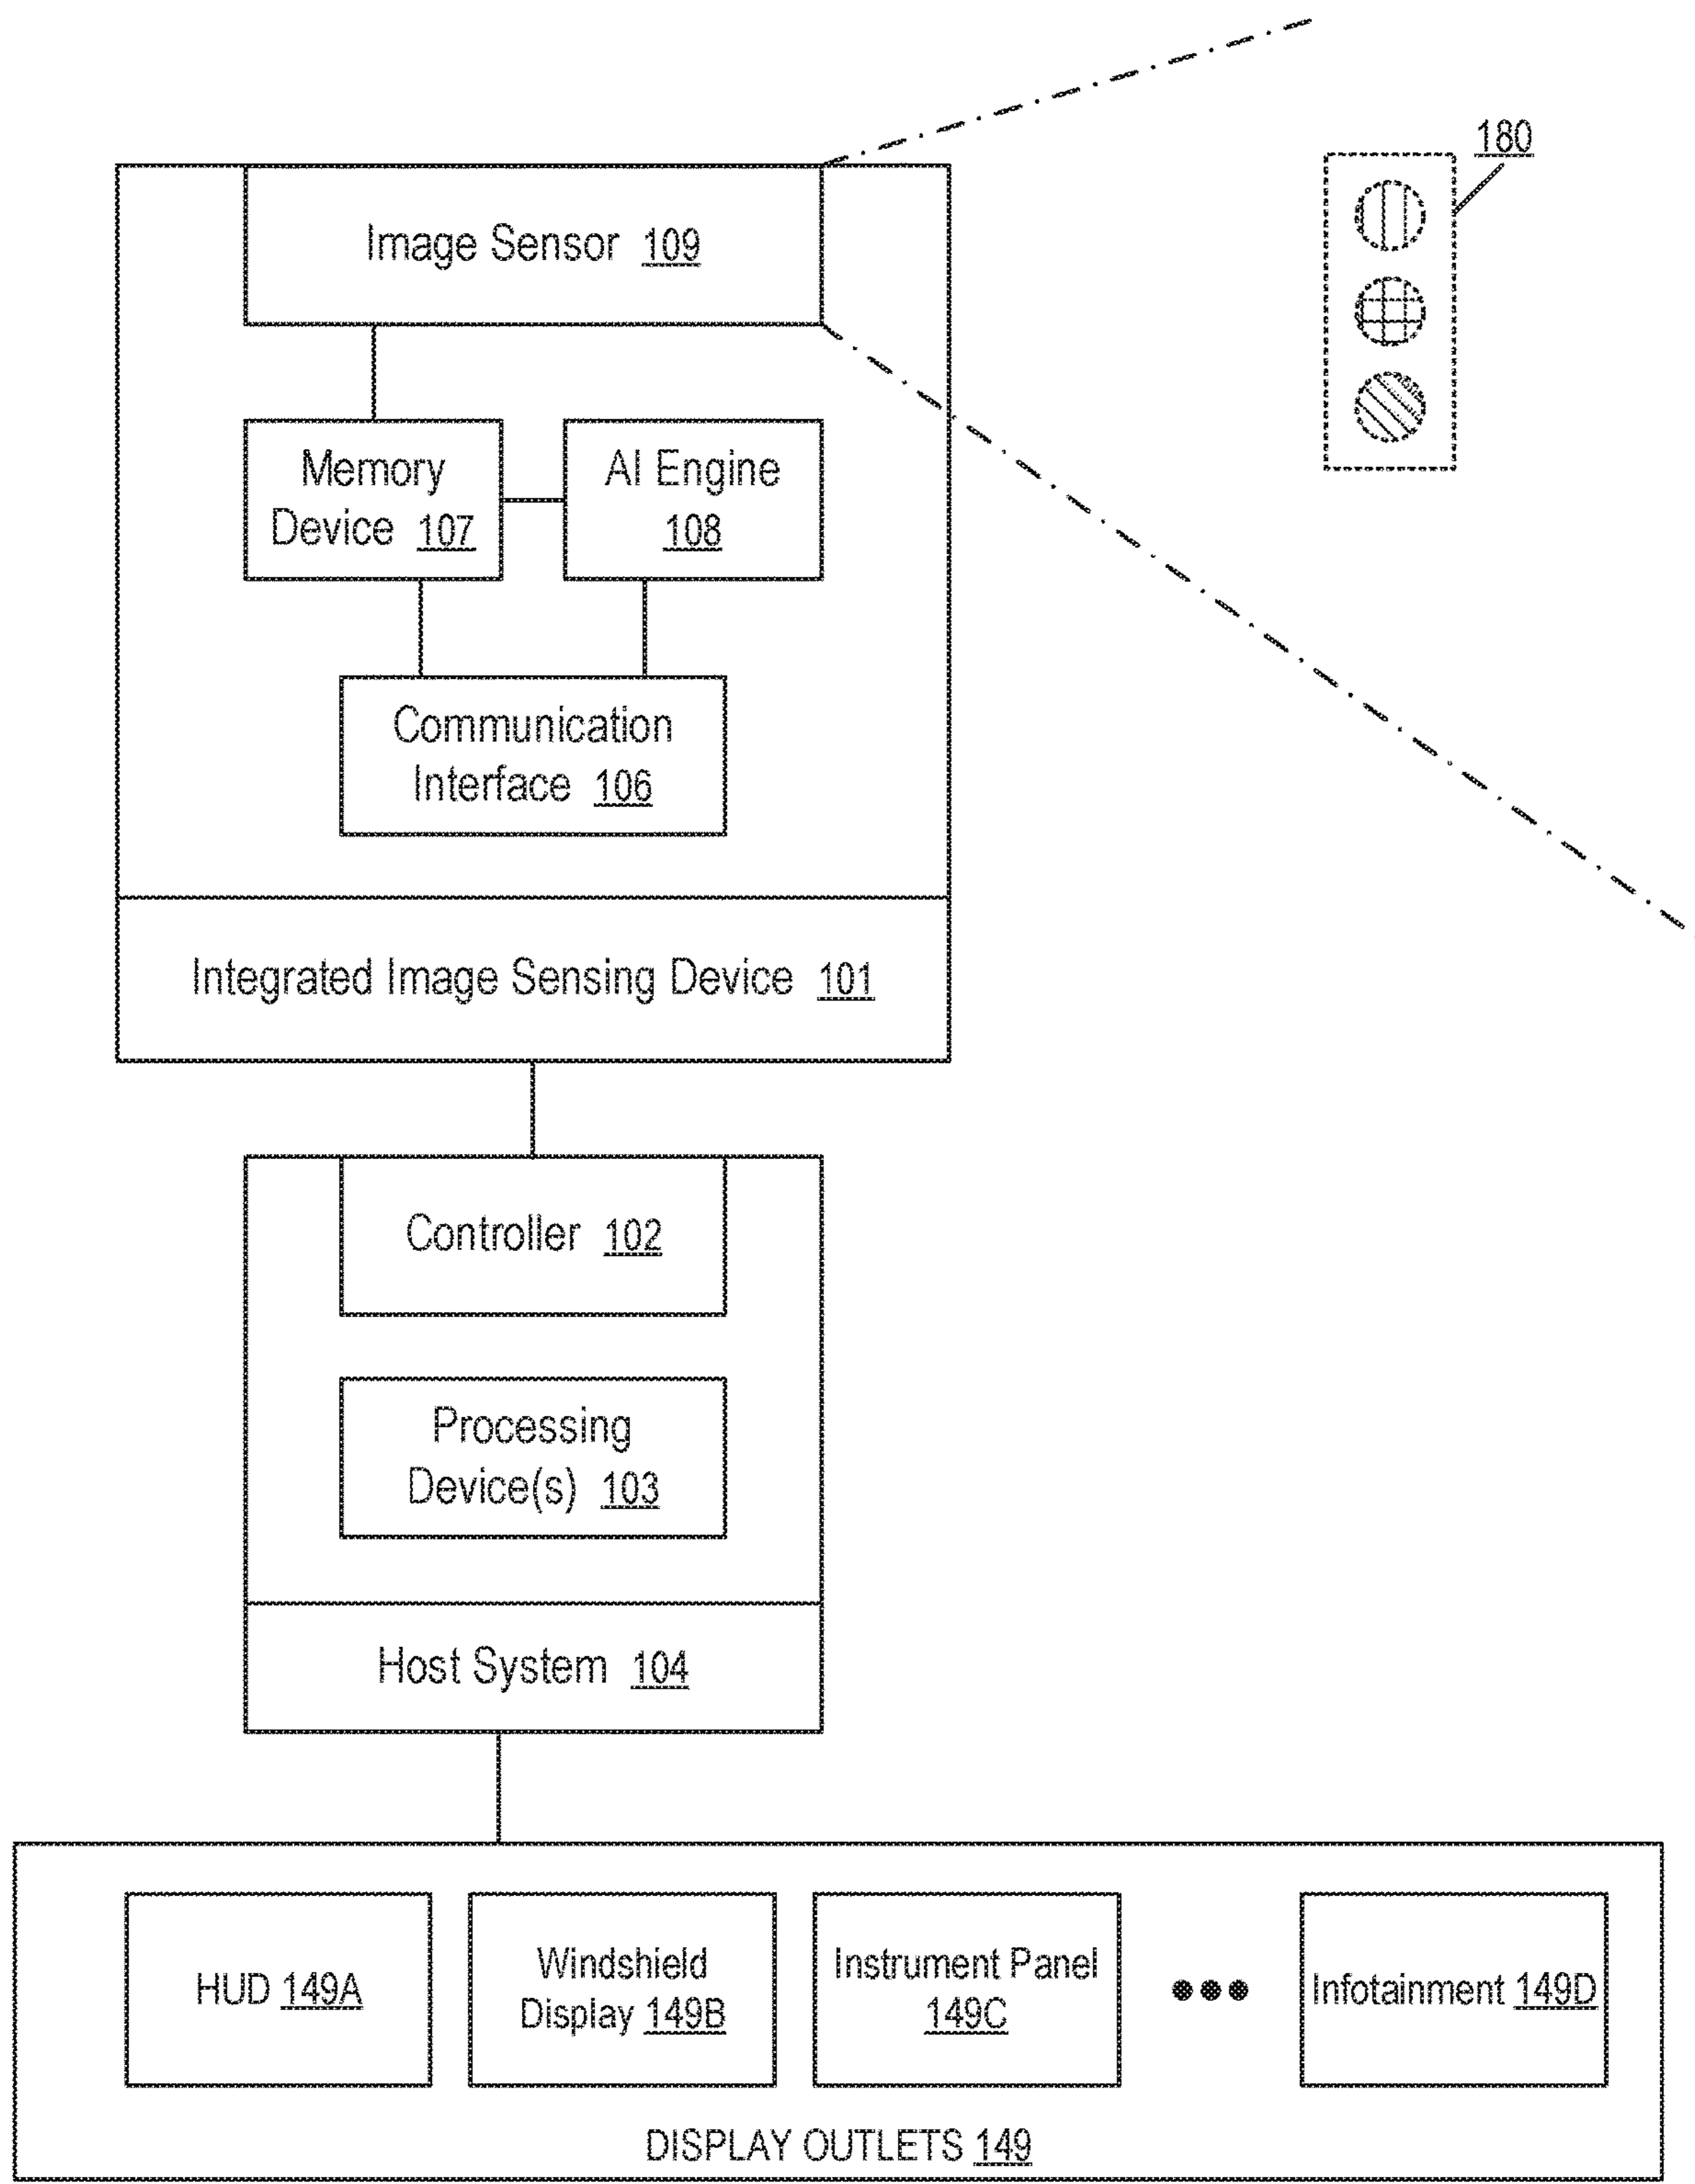 180
Image Sensor 109
Memory
Device 107
AI Engine
108
Communication
Interface 106
Integrated Image Sensing Device 101
Controller 102
Processing
Device(s) 103
Host System 104
HUD 149A
Windshield
Display 149B
Instrument Panel
149C
Infotainment 149D
DISPLAY OUTLETS 149